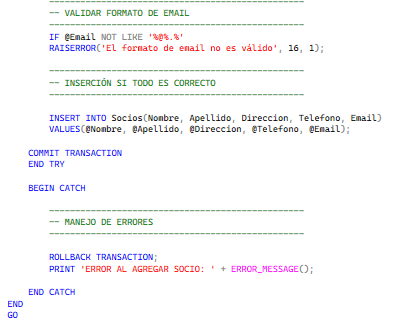 --------------------------------------------------
-- VALIDAR FORMATO DE EMAIL
--------------------------------------------------
IF @Email NOT LIKE '%@%.%'
RAISERROR('El formato de email no es válido', 16, 1);
--------------------------------------------------
-- INSERCIÓN SI TODO ES CORRECTO
--------------------------------------------------
INSERT INTO Socios(Nombre, Apellido, Direccion, Telefono, Email)
VALUES(@Nombre, @Apellido, @Direccion, @Telefono, @Email);
COMMIT TRANSACTION
END TRY
BEGIN CATCH
--------------------------------------------------
-- MANEJO DE ERRORES
--------------------------------------------------
ROLLBACK TRANSACTION;
PRINT 'ERROR AL AGREGAR SOCIO: ' + ERROR_MESSAGE();
END CATCH
END
GO